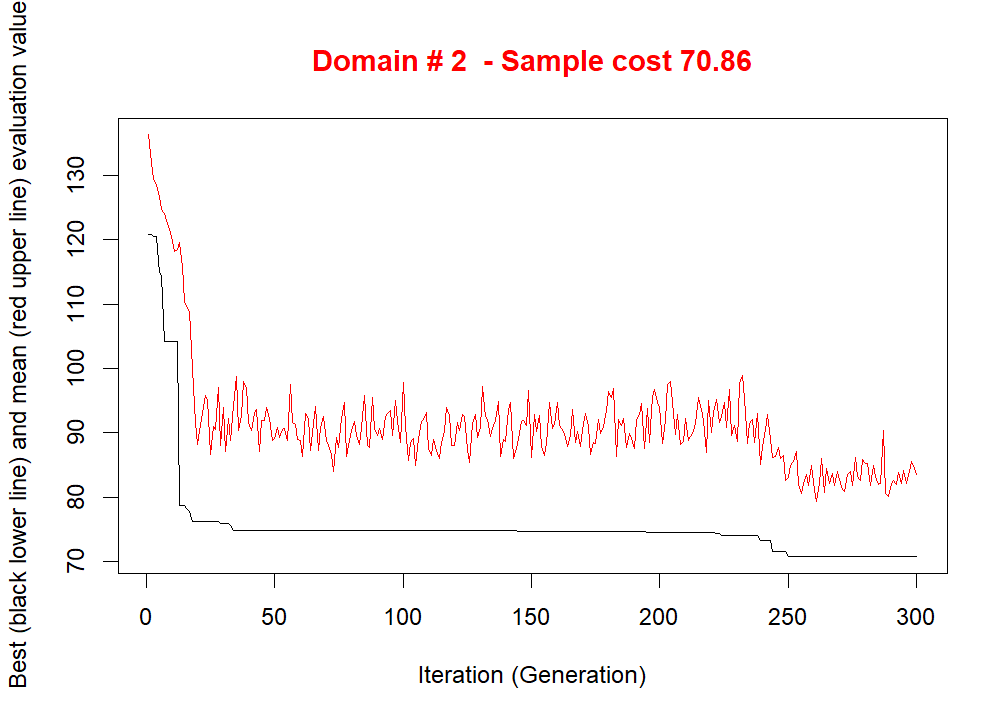 Domain # 2  - Sample cost 70.86
Best (black lower line) and mean (red upper line) evaluation value
130
120
110
100
90
80
70
0 50 100 150 200 250 300
Iteration (Generation)